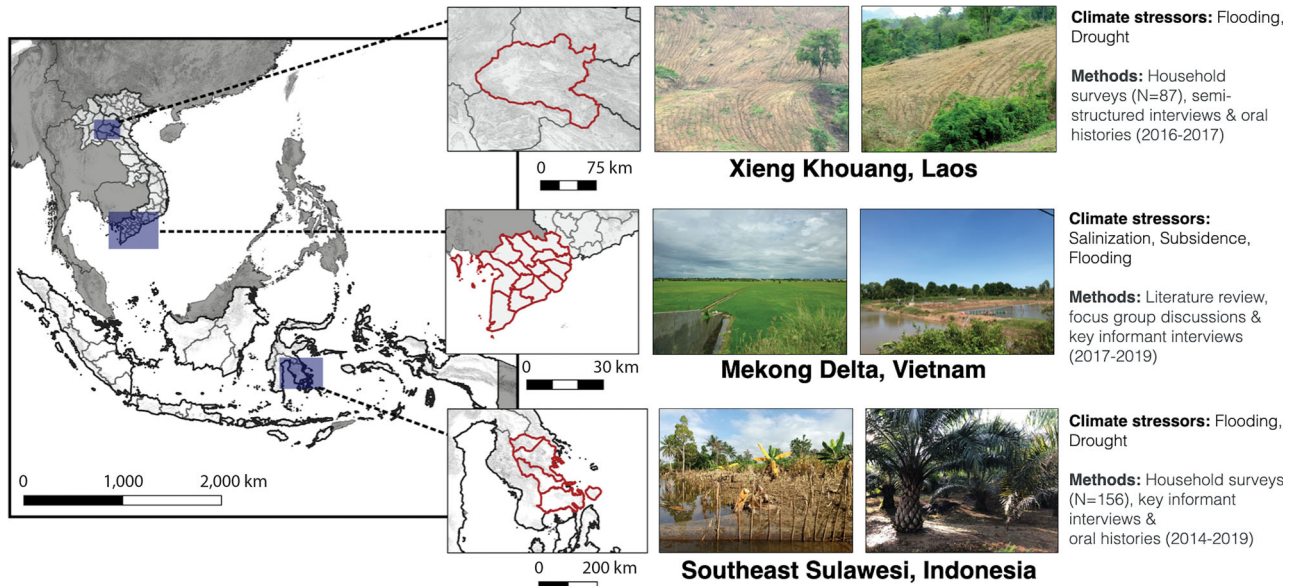 Climate stressors: Flooding,
Drought
Methods: Household
surveys (N=87), semi-
structured interviews & oral
histories (2016-2017)
0 75 km
Xieng Khouang, Laos
Climate stressors:
Salinization, Subsidence,
Flooding
Methods: Literature review,
focus group discussions &
key informant interviews
(2017-2019)
0 30 km
Mekong Delta, Vietnam
Climate stressors: Flooding,
Drought
Methods: Household surveys
(N=156), key informant
interviews &
oral histories (2014-2019)
0 1,000 2,000 km
0 200 km
Southeast Sulawesi, Indonesia